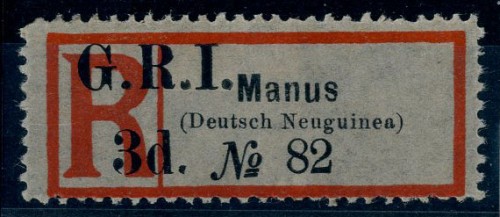 G.R.I.
R
Manus
(Deutsch Neuguinea)
3d. No 82